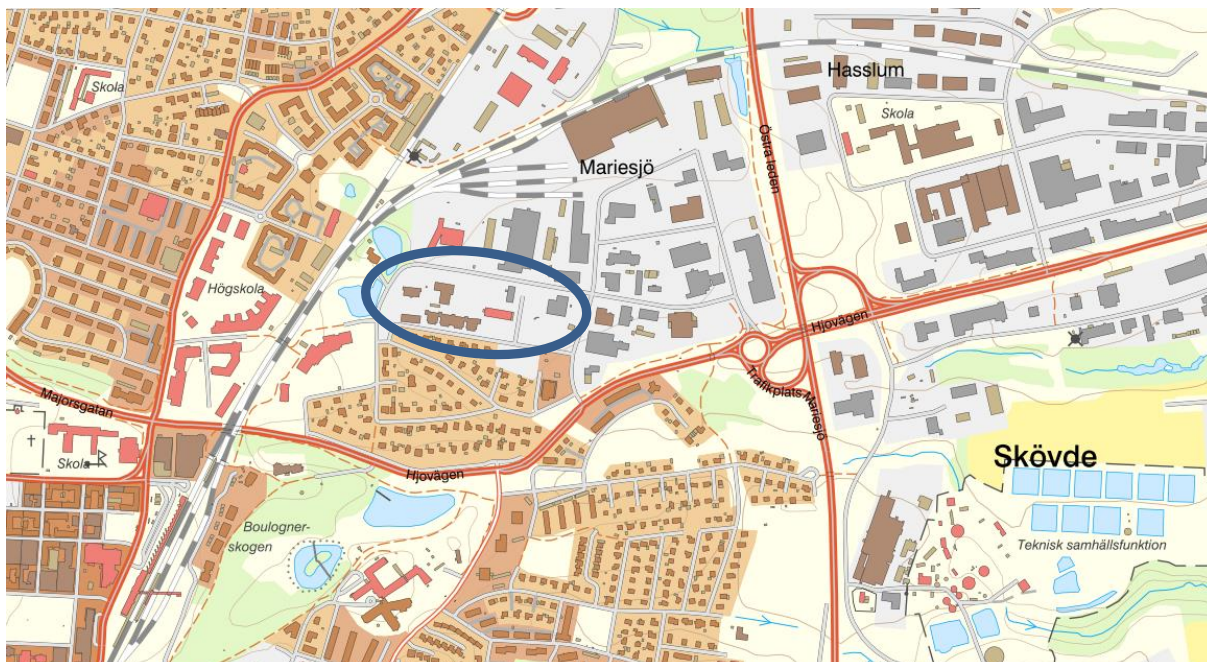 Skola
Hasslum
Skola
Östra leden
Mariesjö
Högskola
Hjovägen
Trafikplats Mariesjö
Majorsgatan
Skola
Hjovägen
Skövde
Boulogner-
skogen
Teknisk samhällsfunktion